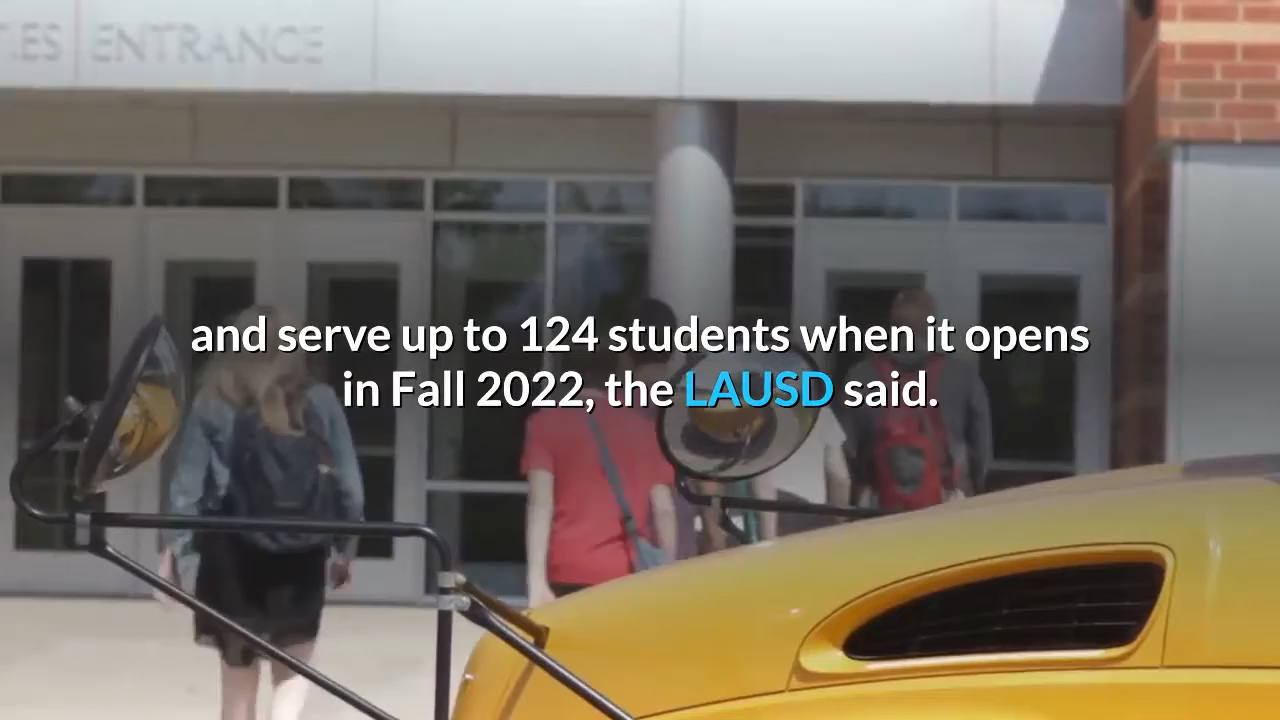 ENTRANCE
and serve up to 124 students when it opens
in Fall 2022, the LAUSD said.